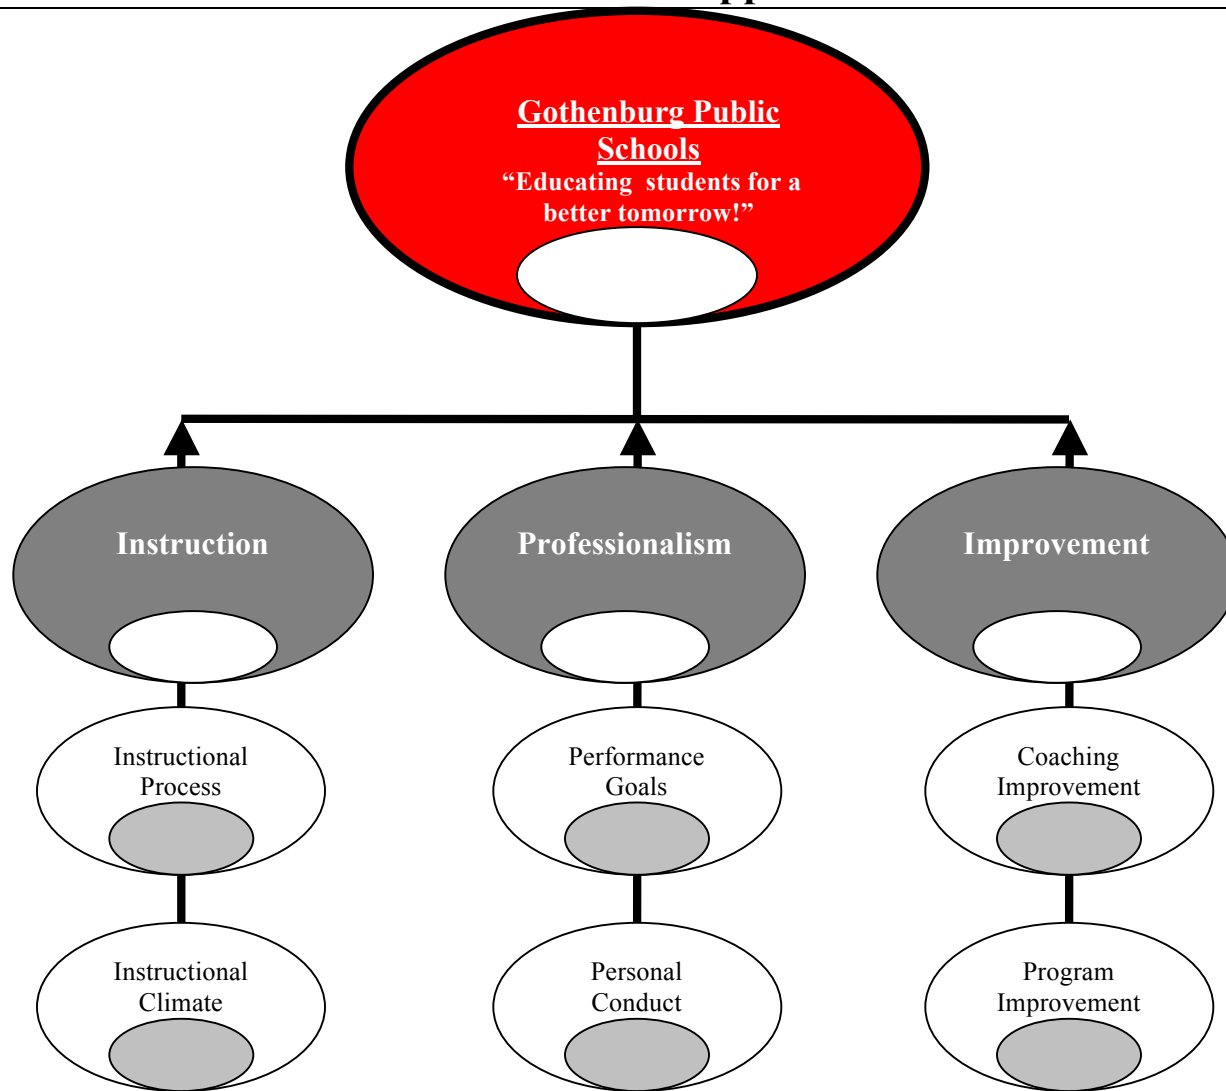 Gothenburg Public
Schools
“Educating  students for a
better tomorrow!”
Instruction
Professionalism
Improvement
Instructional
Process
Performance
Goals
Coaching
Improvement
Instructional
Climate
Personal
Conduct
Program
Improvement